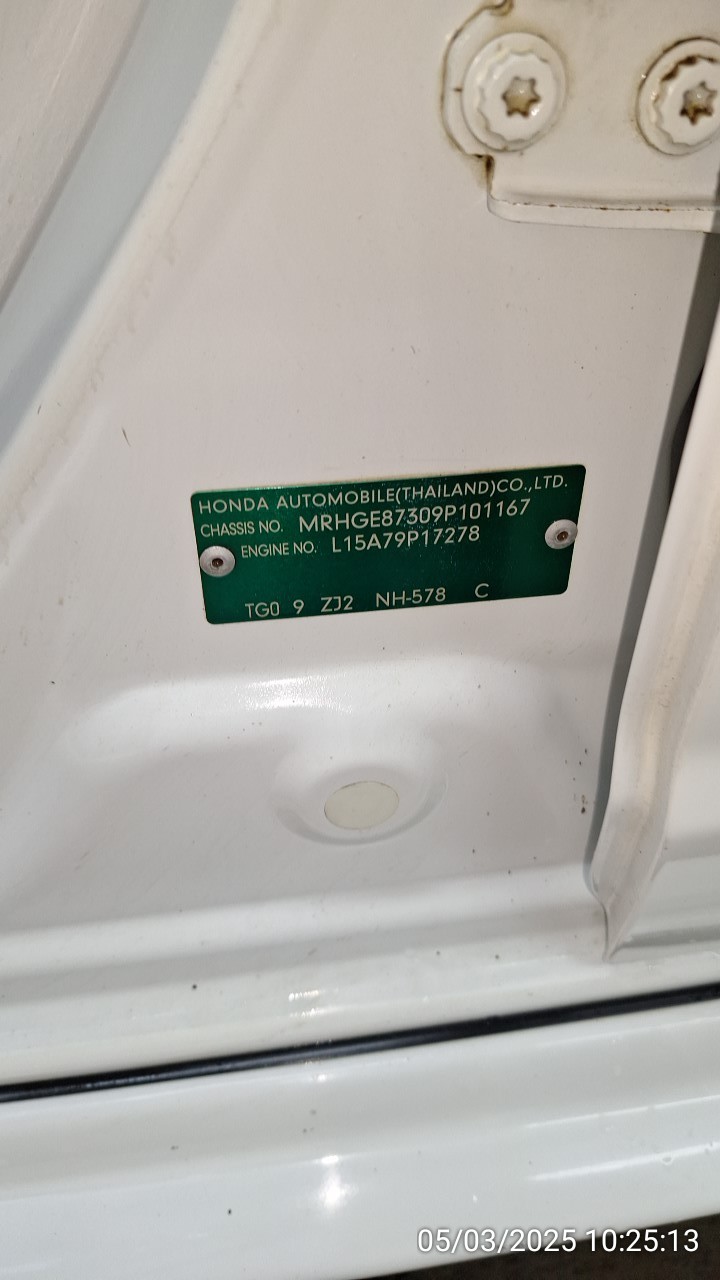 HONDA AUTOMOBILE(THAILAND)CO.,LTD.
CHASSIS NO. MRHGE87309P101167
ENGINE NO. L15A79P17278
TG0 9 ZJ2 NH-578 C
05/03/2025 10:25:13